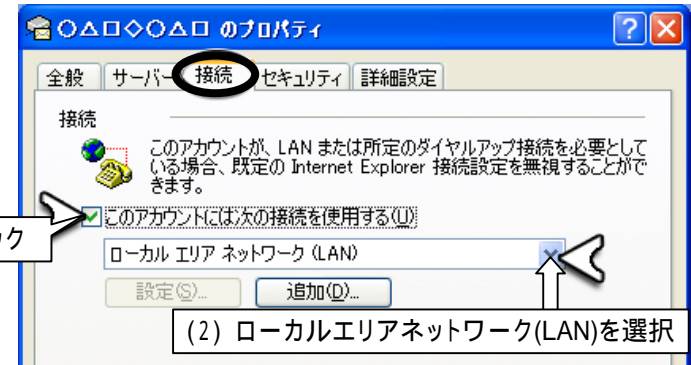 ○△□◇○△□ のプロパティ
全般 サーバー 接続 セキュリティ 詳細設定
接続
このアカウントが、LAN または所定のダイヤルアップ接続を必要として
いる場合、既定の Internet Explorer 接続設定を無視することがで
きます。
このアカウントには次の接続を使用する(U)
ック
ローカル エリア ネットワーク (LAN)
設定(S)... 追加(D)...
(2) ローカルエリアネットワーク(LAN)を選択